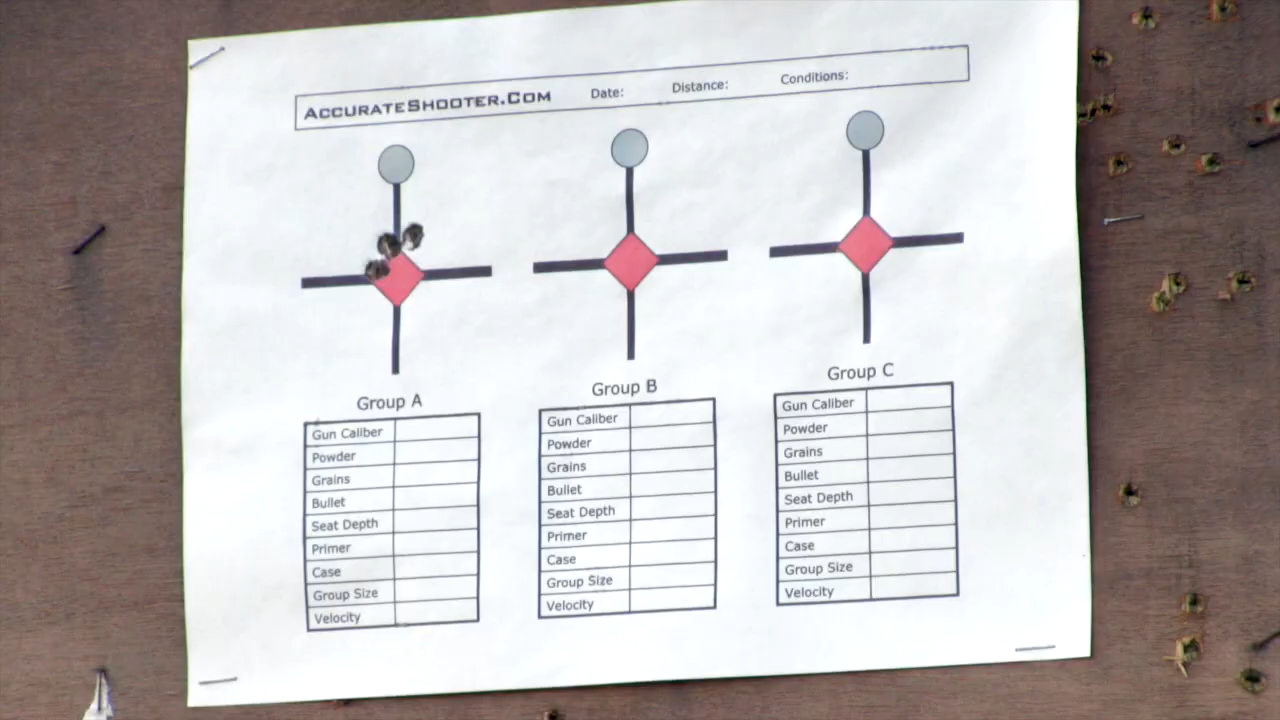 AccurateShooter.Com Date: Distance: Conditions:
Group A
Gun Caliber
Powder
Grains
Bullet
Seat Depth
Primer
Case
Group Size
Velocity
Group B
Gun Caliber
Powder
Grains
Bullet
Seat Depth
Primer
Case
Group Size
Velocity
Group C
Gun Caliber
Powder
Grains
Bullet
Seat Depth
Primer
Case
Group Size
Velocity